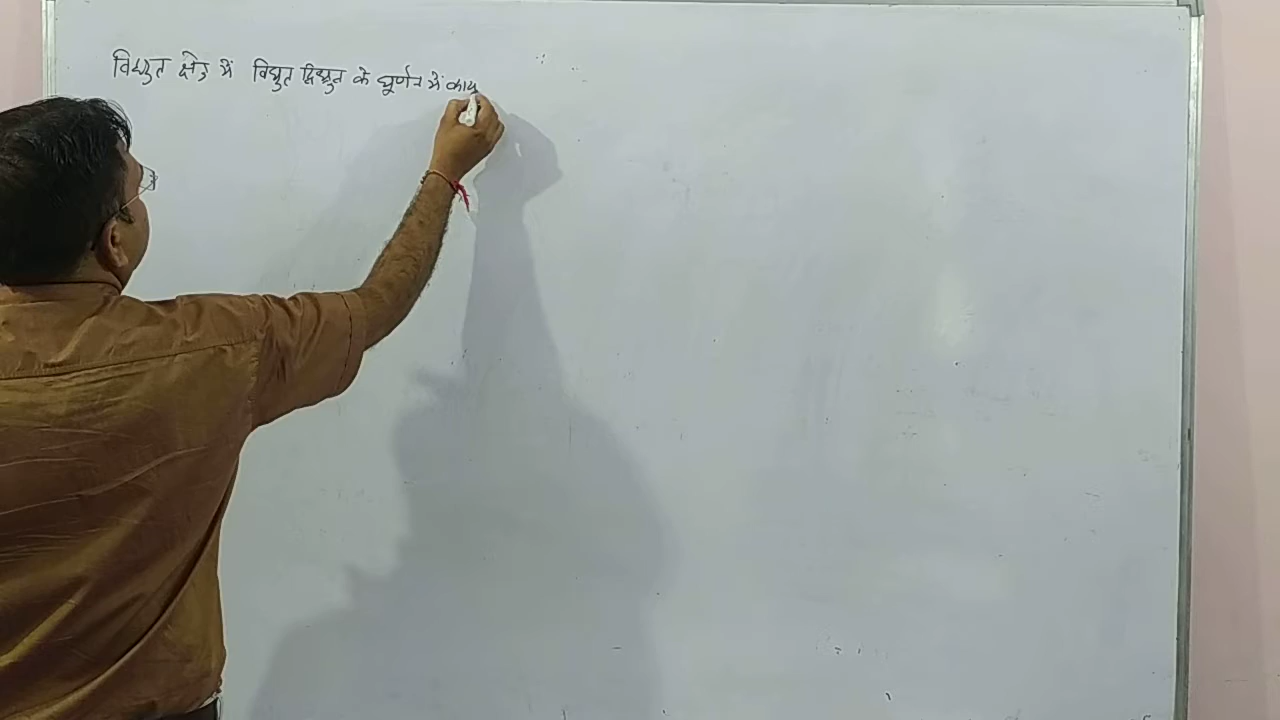 विद्युत क्षेत्र में विद्युत द्विध्रुव के घूर्णन में काय